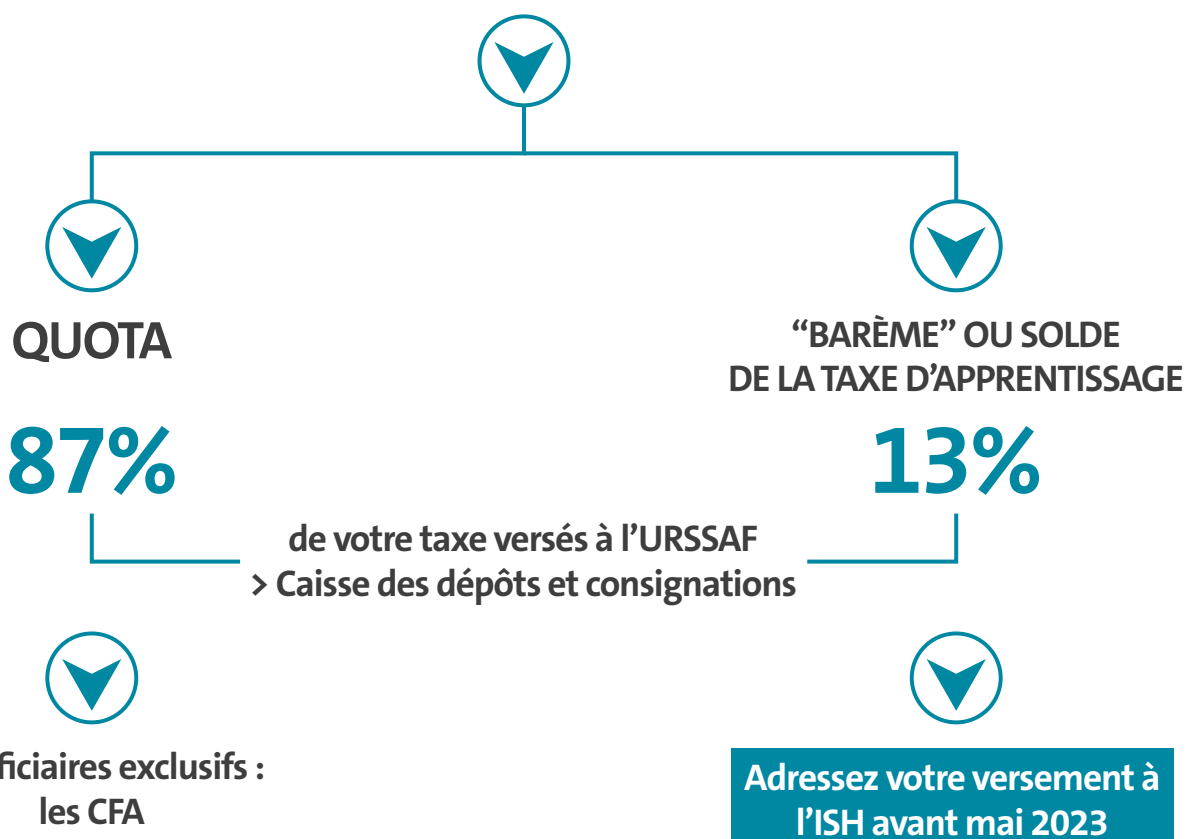 QUOTA
87%
“BARÈME” OU SOLDE
DE LA TAXE D’APPRENTISSAGE
13%
de votre taxe versés à l’URSSAF
> Caisse des dépôts et consignations
ficiaires exclusifs :
les CFA
Adressez votre versement à
l’ISH avant mai 2023